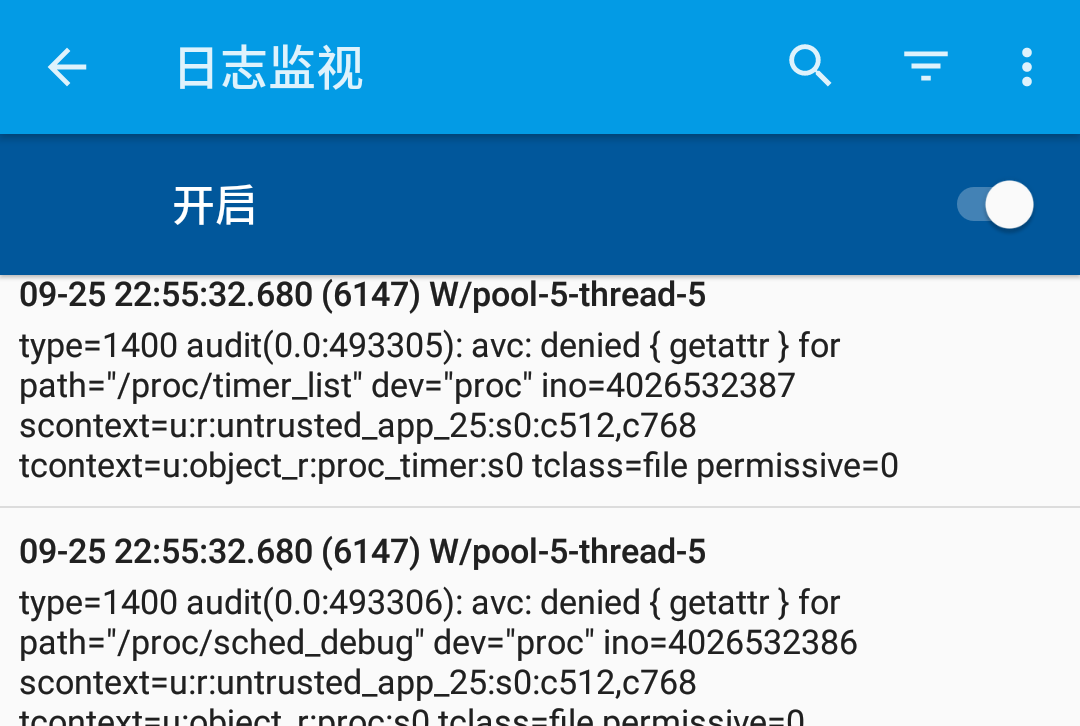 日志监视
开启
09-25 22:55:32.680 (6147) W/pool-5-thread-5
type=1400 audit(0.0:493305): avc: denied { getattr } for
path="/proc/timer_list" dev="proc" ino=4026532387
scontext=u:r:untrusted_app_25:s0:c512,c768
tcontext=u:object_r:proc_timer:s0 tclass=file permissive=0
09-25 22:55:32.680 (6147) W/pool-5-thread-5
type=1400 audit(0.0:493306): avc: denied { getattr } for
path="/proc/sched_debug" dev="proc" ino=4026532386
scontext=u:r:untrusted_app_25:s0:c512,c768
tcontext=u:object_r:proc:s0 tclass=file permissive=0